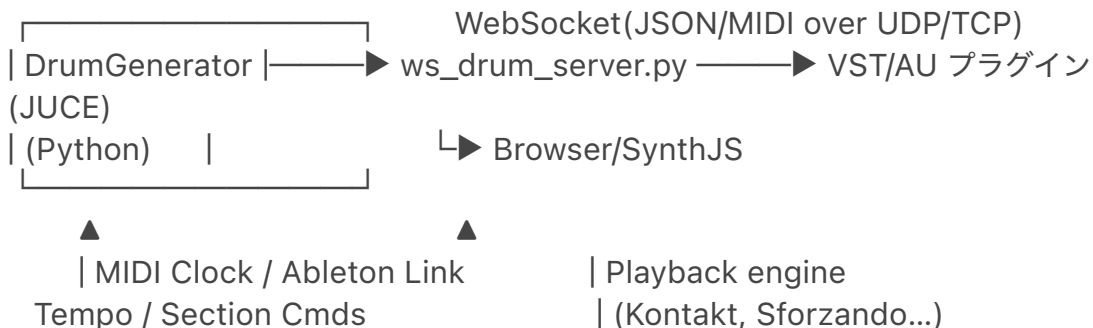 WebSocket(JSON/MIDI over UDP/TCP)
| DrumGenerator |─────▶ ws_drum_server.py ─────▶ VST/AU プラグイン
(JUCE)
| (Python) | └▶ Browser/SynthJS
▲ ▲
| MIDI Clock / Ableton Link | Playback engine
Tempo / Section Cmds | (Kontakt, Sforzando…)